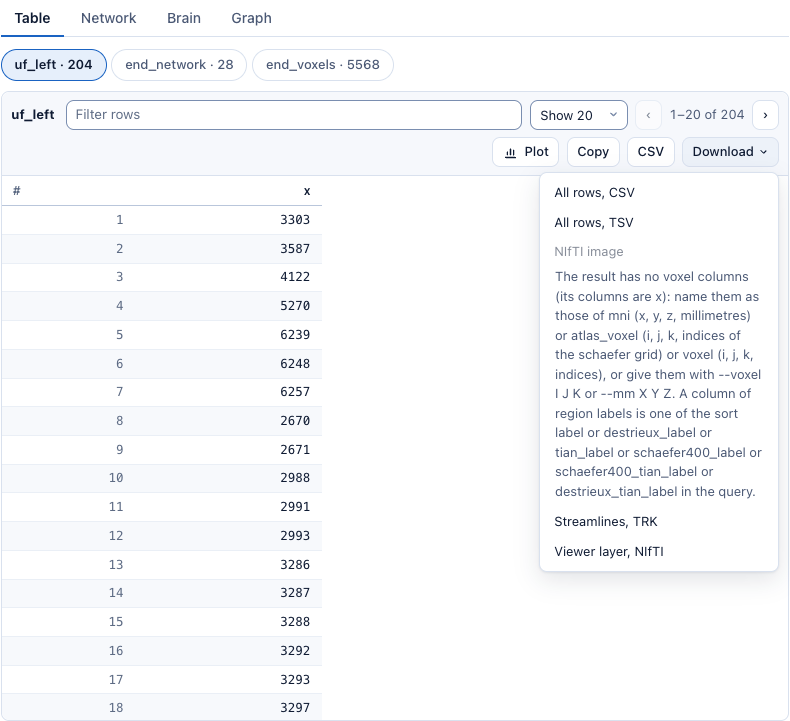 Table Network Brain Graph
uf_left · 204 end_network · 28 end_voxels · 5568
uf_left Filter rows Show 20 ‹ 1–20 of 204 ›
Plot Copy CSV Download
# x
1 3303
2 3587
3 4122
4 5270
5 6239
6 6248
7 6257
8 2670
9 2671
10 2988
11 2991
12 2993
13 3286
14 3287
15 3288
16 3292
17 3293
18 3297
All rows, CSV
All rows, TSV
NIfTI image
The result has no voxel columns
(its columns are x): name them as
those of mni (x, y, z, millimetres)
or atlas_voxel (i, j, k, indices of
the schaefer grid) or voxel (i, j, k,
indices), or give them with --voxel
I J K or --mm X Y Z. A column of
region labels is one of the sort
label or destrieux_label or
tian_label or schaefer400_label or
schaefer400_tian_label or
destrieux_tian_label in the query.
Streamlines, TRK
Viewer layer, NIfTI